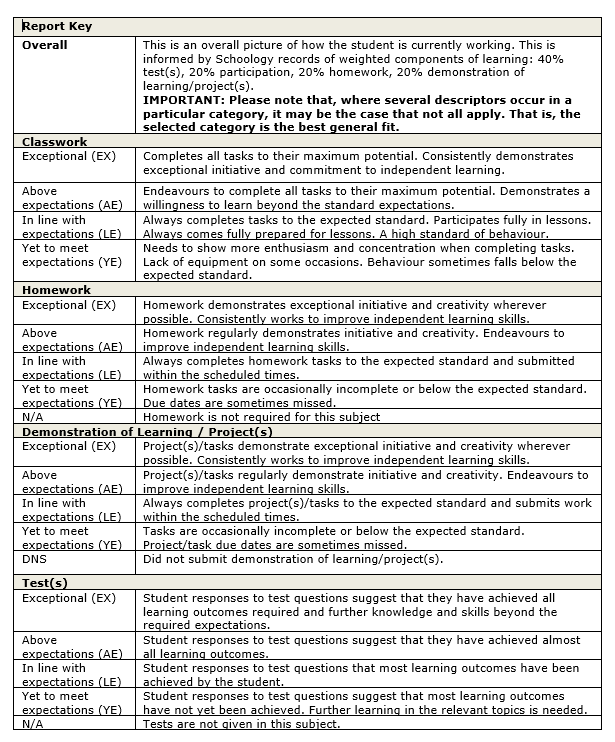 Report Key
Overall
This is an overall picture of how the student is currently working. This is
informed by Schoology records of weighted components of learning: 40%
test(s), 20% participation, 20% homework, 20% demonstration of
learning/project(s).
IMPORTANT: Please note that, where several descriptors occur in a
particular category, it may be the case that not all apply. That is, the
selected category is the best general fit.
Classwork
Exceptional (EX)
Completes all tasks to their maximum potential. Consistently demonstrates
exceptional initiative and commitment to independent learning.
Above
expectations (AE)
Endeavours to complete all tasks to their maximum potential. Demonstrates a
willingness to learn beyond the standard expectations.
In line with
expectations (LE)
Always completes tasks to the expected standard. Participates fully in lessons.
Always comes fully prepared for lessons. A high standard of behaviour.
Yet to meet
expectations (YE)
Needs to show more enthusiasm and concentration when completing tasks.
Lack of equipment on some occasions. Behaviour sometimes falls below the
expected standard.
Homework
Exceptional (EX)
Homework demonstrates exceptional initiative and creativity wherever
possible. Consistently works to improve independent learning skills.
Above
expectations (AE)
Homework regularly demonstrates initiative and creativity. Endeavours to
improve independent learning skills.
In line with
expectations (LE)
Always completes homework tasks to the expected standard and submitted
within the scheduled times.
Yet to meet
expectations (YE)
Homework tasks are occasionally incomplete or below the expected standard.
Due dates are sometimes missed.
N/A
Homework is not required for this subject
Demonstration of Learning / Project(s)
Exceptional (EX)
Project(s)/tasks demonstrate exceptional initiative and creativity wherever
possible. Consistently works to improve independent learning skills.
Above
expectations (AE)
Project(s)/tasks regularly demonstrate initiative and creativity. Endeavours to
improve independent learning skills.
In line with
expectations (LE)
Always completes project(s)/tasks to the expected standard and submits work
within the scheduled times.
Yet to meet
expectations (YE)
Tasks are occasionally incomplete or below the expected standard.
Project/task due dates are sometimes missed.
DNS
Did not submit demonstration of learning/project(s).
Test(s)
Exceptional (EX)
Student responses to test questions suggest that they have achieved all
learning outcomes required and further knowledge and skills beyond the
required expectations.
Above
expectations (AE)
Student responses to test questions suggest that they have achieved almost
all learning outcomes.
In line with
expectations (LE)
Student responses to test questions that most learning outcomes have been
achieved by the student.
Yet to meet
expectations (YE)
Student responses to test questions suggest that most learning outcomes
have not yet been achieved. Further learning in the relevant topics is needed.
N/A
Tests are not given in this subject.